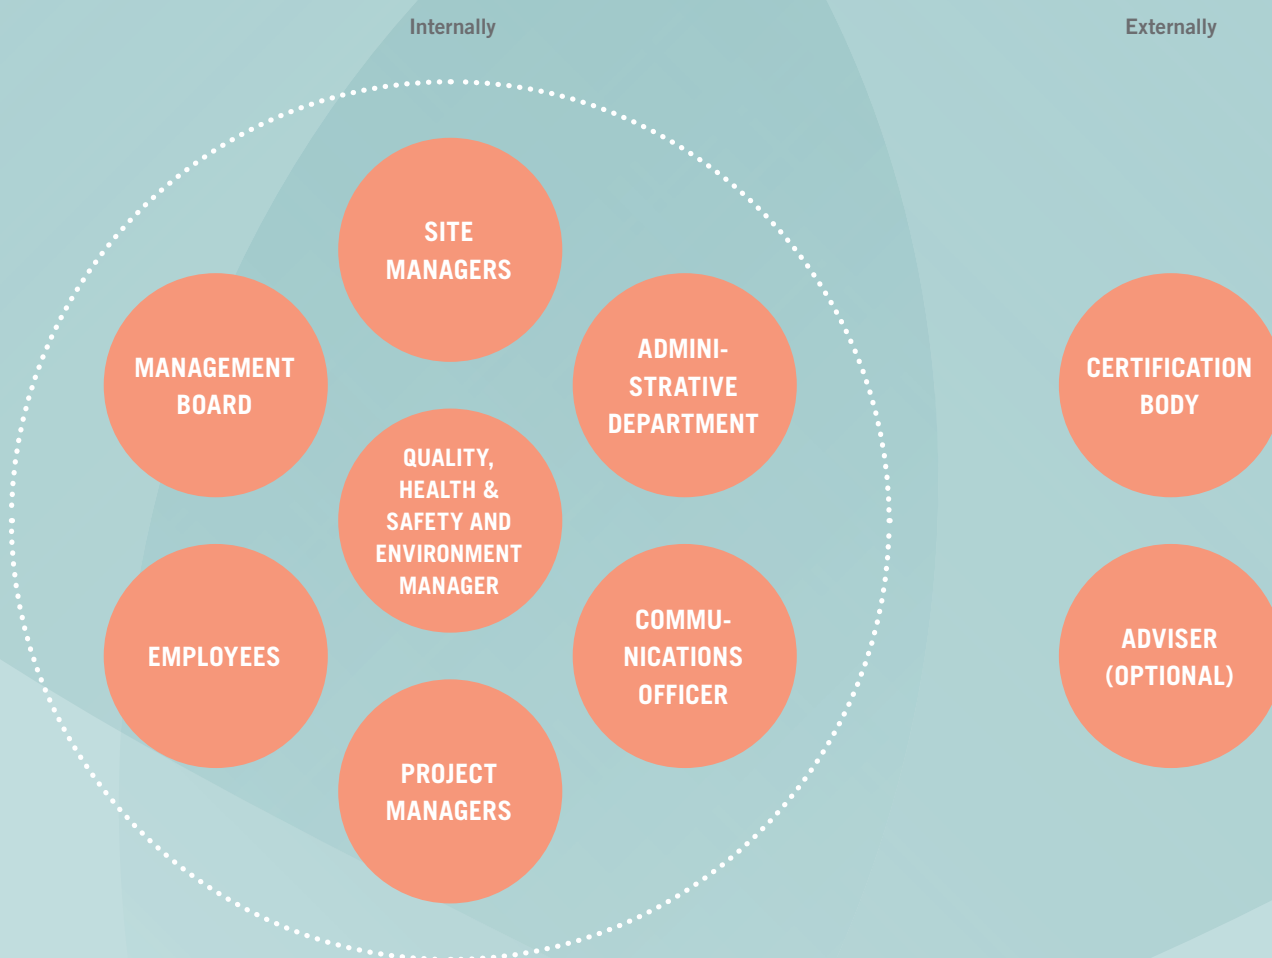 Internally
Externally
SITE
MANAGERS
MANAGEMENT
BOARD
ADMINI-
STRATIVE
DEPARTMENT
CERTIFICATION
BODY
QUALITY,
HEALTH &
SAFETY AND
ENVIRONMENT
MANAGER
EMPLOYEES
COMMU-
NICATIONS
OFFICER
ADVISER
(OPTIONAL)
PROJECT
MANAGERS